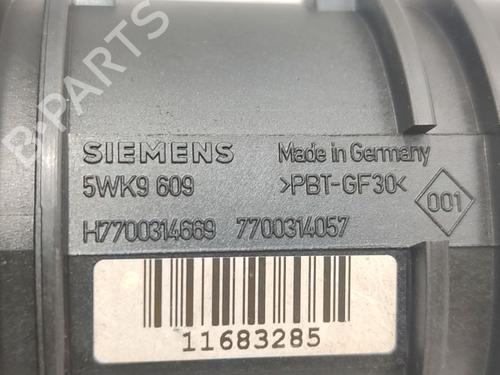 B-PARTS
SIEMENS Made in Germany
5WK9 609 >PBT-GF30< 001
H7700314669 7700314057
11683285